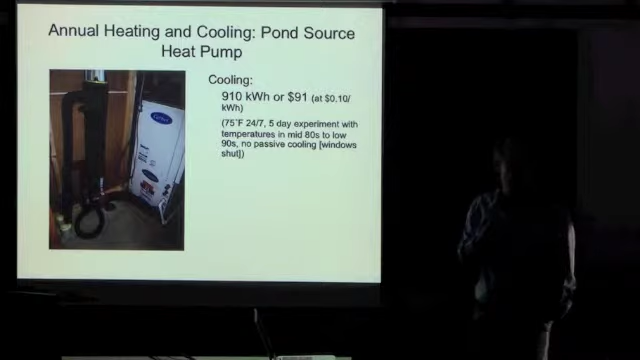 Annual Heating and Cooling: Pond Source
Heat Pump
Cooling:
910 kWh or $91 (at $0,10/
kWh)
(75°F 24/7, 5 day experiment with
temperatures in mid 80s to low
90s, no passive cooling [windows
shut])